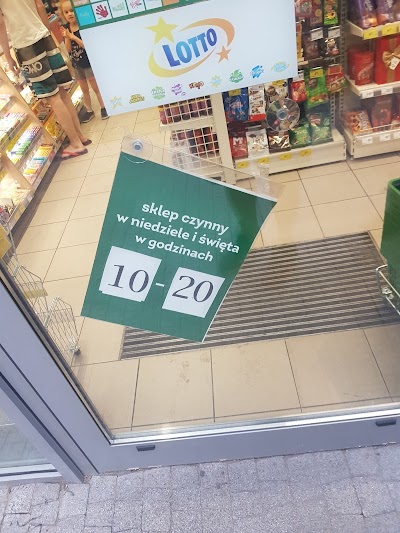 LOTTO
sklep czynny
w niedziele i święta
w godzinach
10 - 20